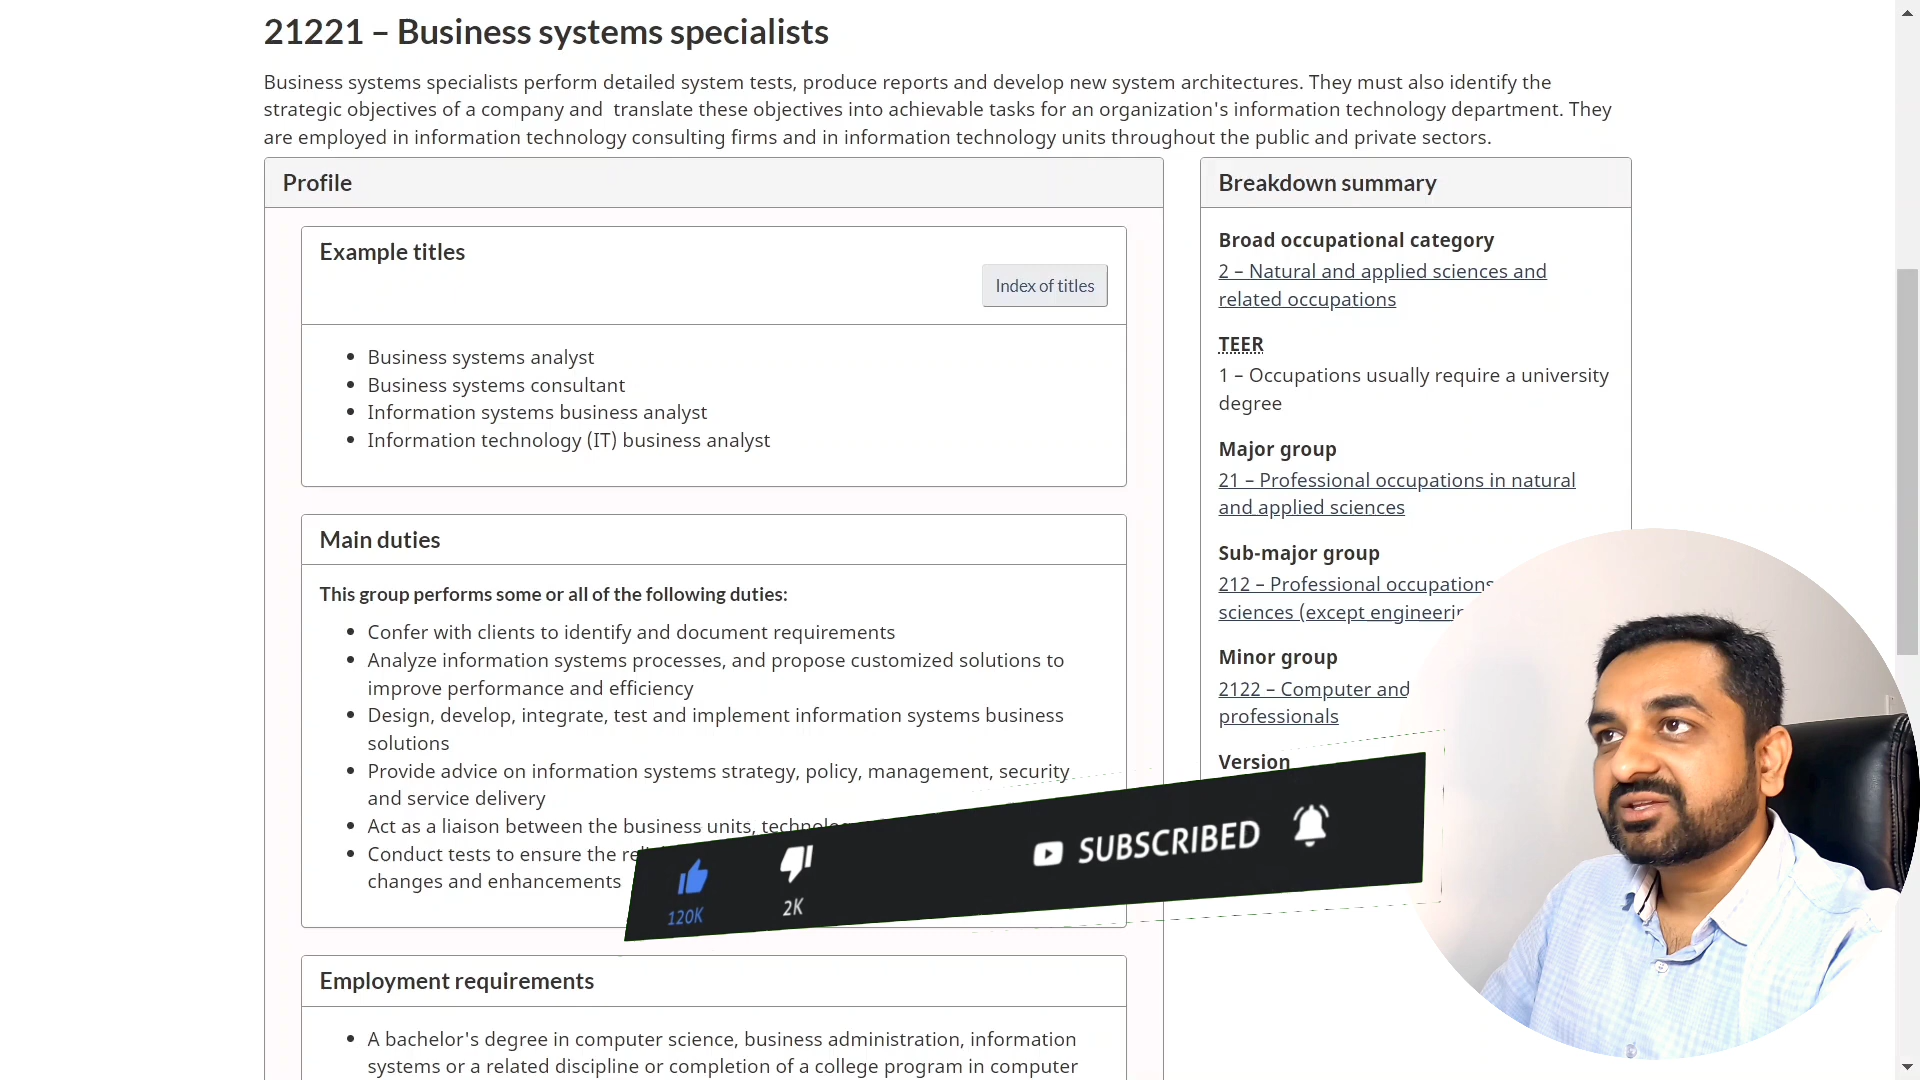 21221 – Business systems specialists
Business systems specialists perform detailed system tests, produce reports and develop new system architectures. They must also identify the
strategic objectives of a company and  translate these objectives into achievable tasks for an organization's information technology department. They
are employed in information technology consulting firms and in information technology units throughout the public and private sectors.
Profile
Example titles
Index of titles
Business systems analyst
Business systems consultant
Information systems business analyst
Information technology (IT) business analyst
Main duties
This group performs some or all of the following duties:
Confer with clients to identify and document requirements
Analyze information systems processes, and propose customized solutions to
improve performance and efficiency
Design, develop, integrate, test and implement information systems business
solutions
Provide advice on information systems strategy, policy, management, security
and service delivery
Act as a liaison between the business units,
Conduct tests to ensure the
changes and enhancements
Employment requirements
A bachelor's degree in computer science, business administration, information
systems or a related discipline or completion of a college program in computer
Breakdown summary
Broad occupational category
2 – Natural and applied sciences and
related occupations
TEER
1 – Occupations usually require a university
degree
Major group
21 – Professional occupations in natural
and applied sciences
Sub-major group
212 – Professional occupations
sciences (except
Minor group
2122 – Computer and
professionals
Version
120K
2K
SUBSCRIBED